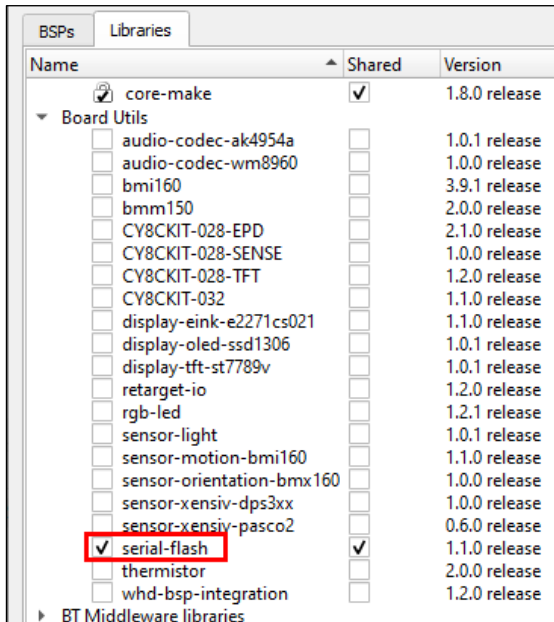 BSPs Libraries
Name Shared Version
core-make 1.8.0 release
Board Utils
audio-codec-ak4954a 1.0.1 release
audio-codec-wm8960 1.0.0 release
bmi160 3.9.1 release
bmm150 2.0.0 release
CY8CKIT-028-EPD 2.1.0 release
CY8CKIT-028-SENSE 1.0.0 release
CY8CKIT-028-TFT 1.2.0 release
CY8CKIT-032 1.1.0 release
display-eink-e2271cs021 1.1.0 release
display-oled-ssd1306 1.0.1 release
display-tft-st7789v 1.0.1 release
retarget-io 1.2.0 release
rgb-led 1.2.1 release
sensor-light 1.0.1 release
sensor-motion-bmi160 1.1.0 release
sensor-orientation-bmx160 1.0.0 release
sensor-xensiv-dps3xx 1.0.0 release
sensor-xensiv-pasco2 0.6.0 release
serial-flash 1.1.0 release
thermistor 2.0.0 release
whd-bsp-integration 1.2.0 release
BT Middleware libraries